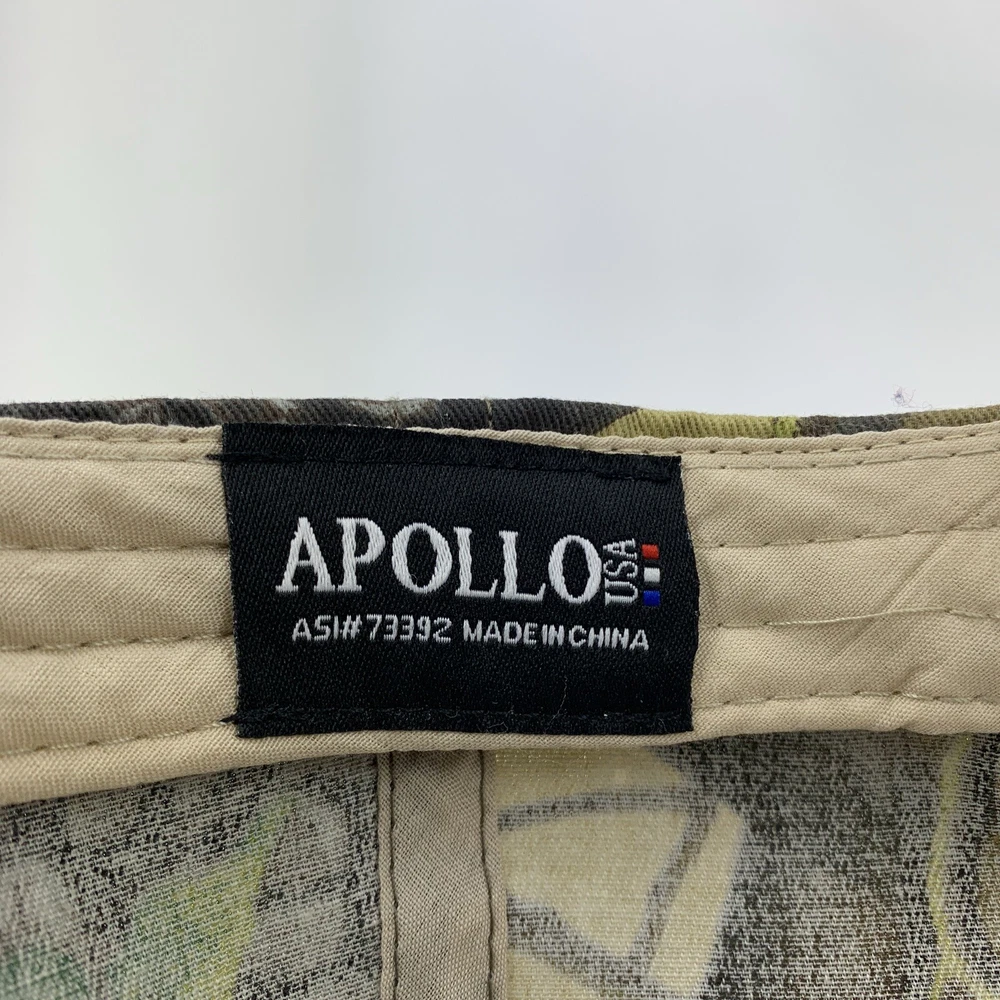 APOLLO USA
ASI# 73392 MADE IN CHINA